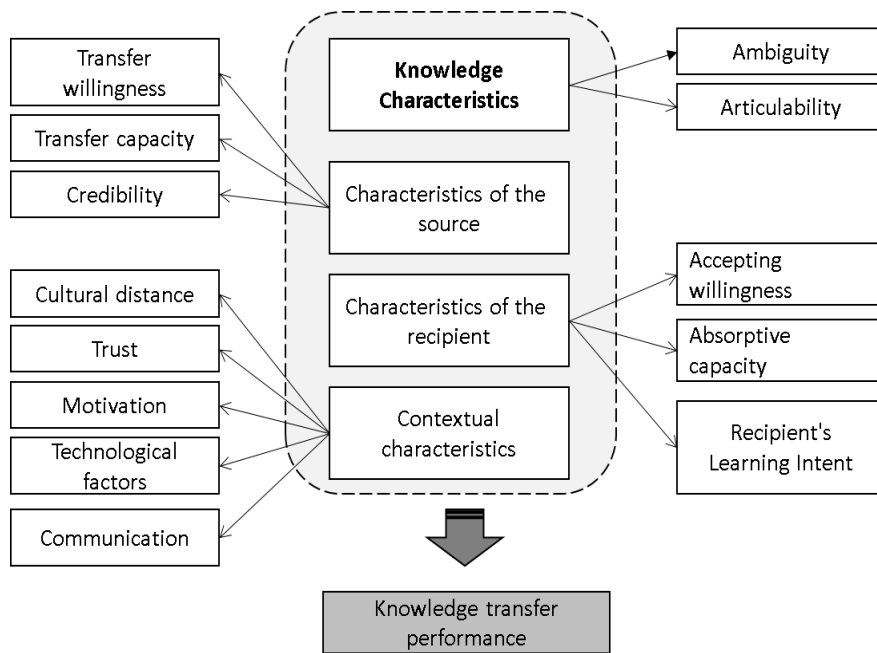 Transfer
willingness
Transfer capacity
Credibility
Cultural distance
Trust
Motivation
Technological
factors
Communication
Knowledge
Characteristics
Characteristics of the
source
Characteristics of the
recipient
Contextual
characteristics
Ambiguity
Articulability
Accepting
willingness
Absorptive
capacity
Recipient's
Learning Intent
Knowledge transfer
performance